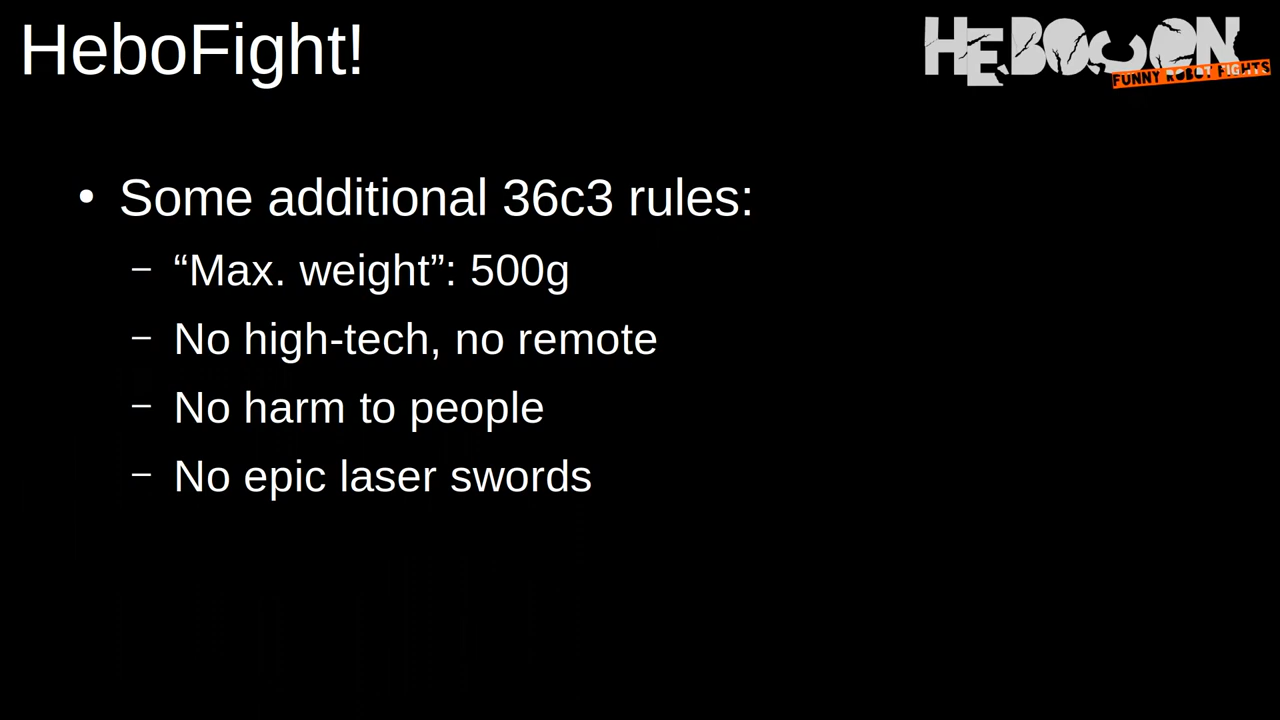 HeboFight!
HEBOCON
FUNNY ROBOT FIGHTS
• Some additional 36c3 rules:
– “Max. weight”: 500g
– No high-tech, no remote
– No harm to people
– No epic laser swords